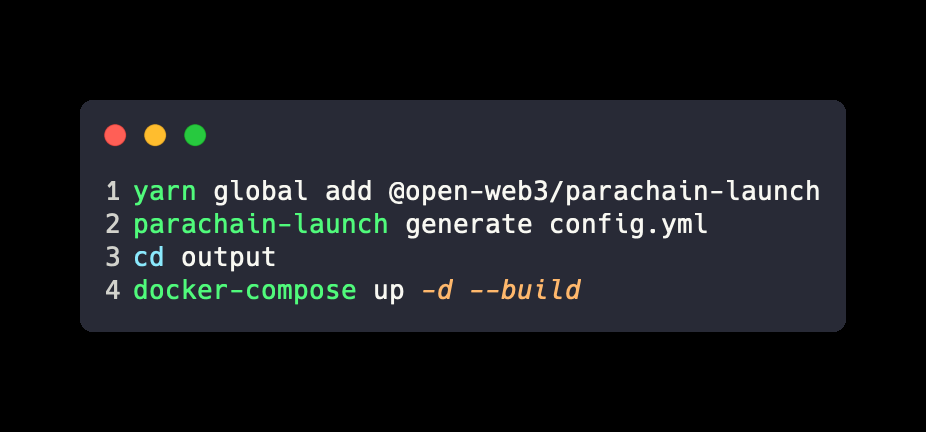 1 yarn global add @open-web3/parachain-launch
2 parachain-launch generate config.yml
3 cd output
4 docker-compose up -d --build